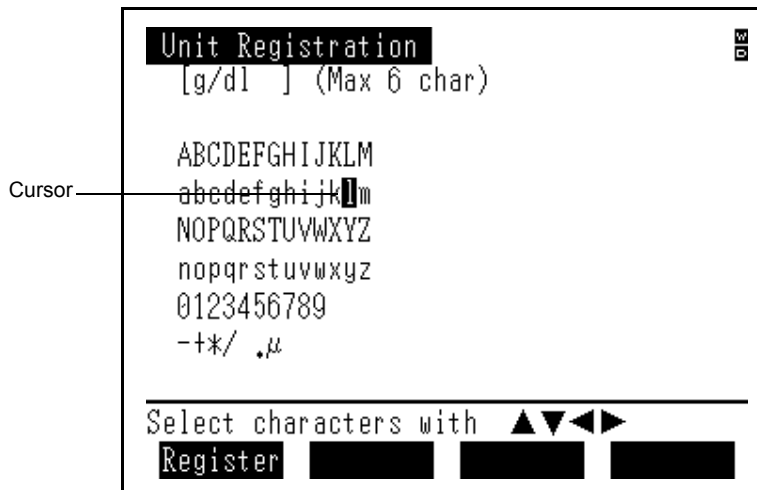 Unit Registration
W
D
[g/dl  ] (Max 6 char)
ABCDEFGHIJKLM
Cursor
abcdefghijklm
NOPQRSTUVWXYZ
nopqrstuvwxyz
0123456789
-+*/ .μ
Select characters with ▲▼◀▶
Register